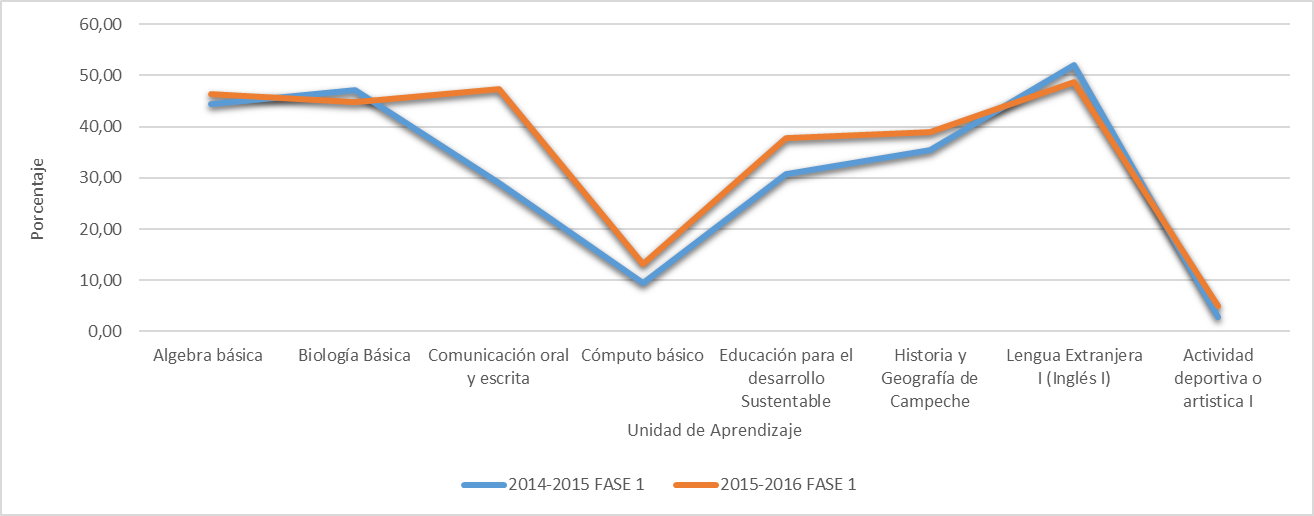 60,00
50,00
40,00
30,00
20,00
10,00
0,00
Porcentaje
Algebra básica
Biología Básica
Comunicación oral
y escrita
Cómputo básico
Educación para el
desarrollo
Sustentable
Historia y
Geografía de
Campeche
Lengua Extranjera
I (Inglés I)
Actividad
deportiva o
artistica I
Unidad de Aprendizaje
2014-2015 FASE 1
2015-2016 FASE 1